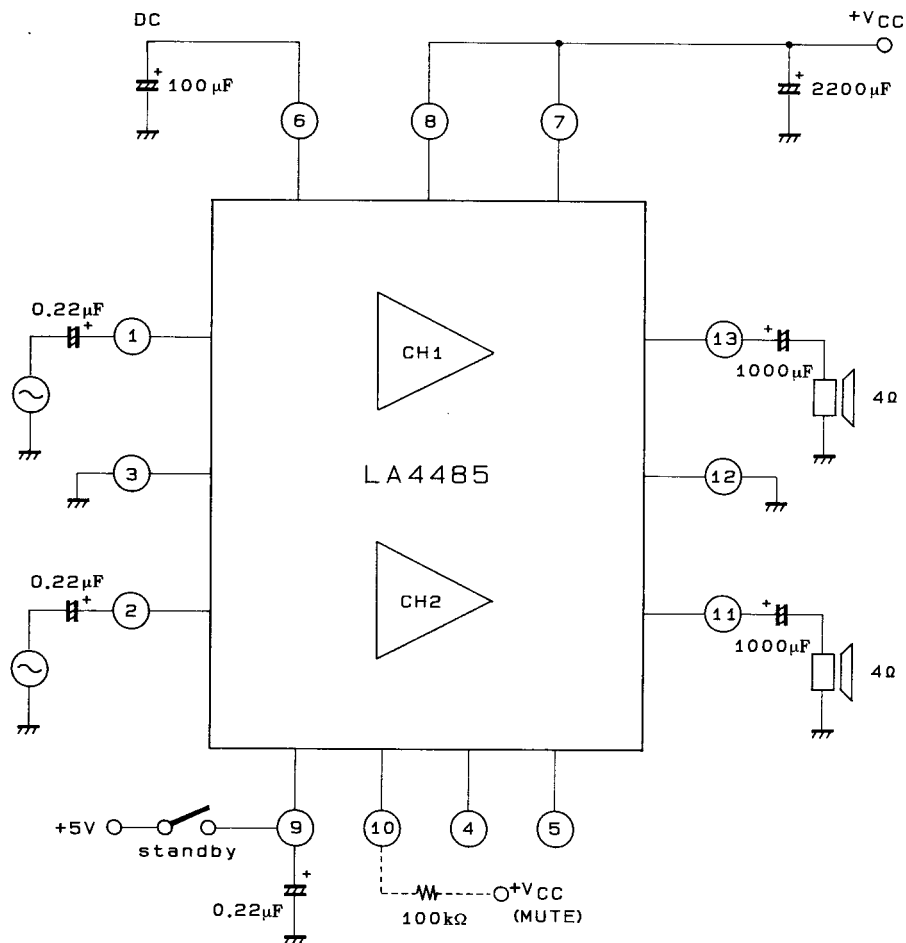 DC
+VCC
+
100µF
+
2200µF
6
8
7
0.22µF
+
1
CH1
13
+
1000µF
4Ω
3
LA4485
12
0.22µF
+
2
CH2
11
+
1000µF
4Ω
+5V
standby
9
10
4
5
+
0.22µF
100kΩ
+VCC
(MUTE)